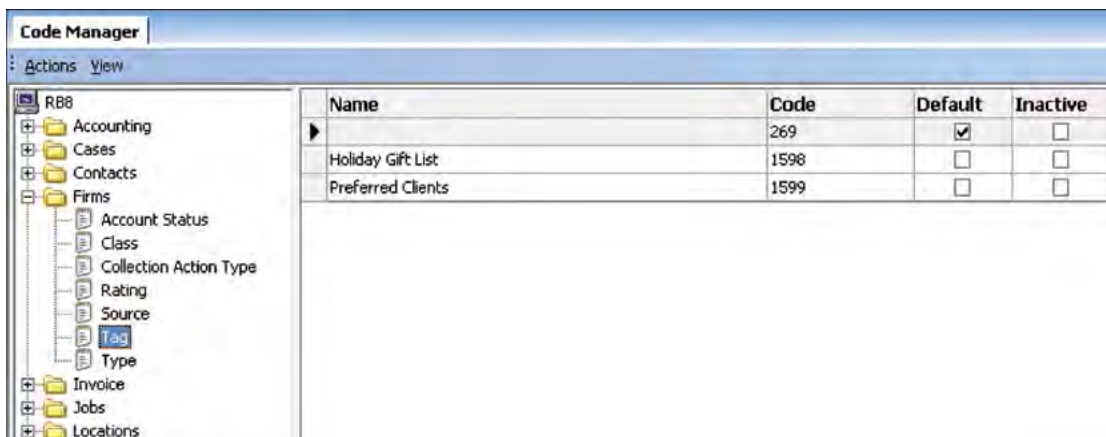 Code Manager
Actions View
RB8
Accounting
Cases
Contacts
Firms
Account Status
Class
Collection Action Type
Rating
Source
Tag
Type
Invoice
Jobs
Locations
Name Code Default Inactive
269
Holiday Gift List 1598
Preferred Clients 1599